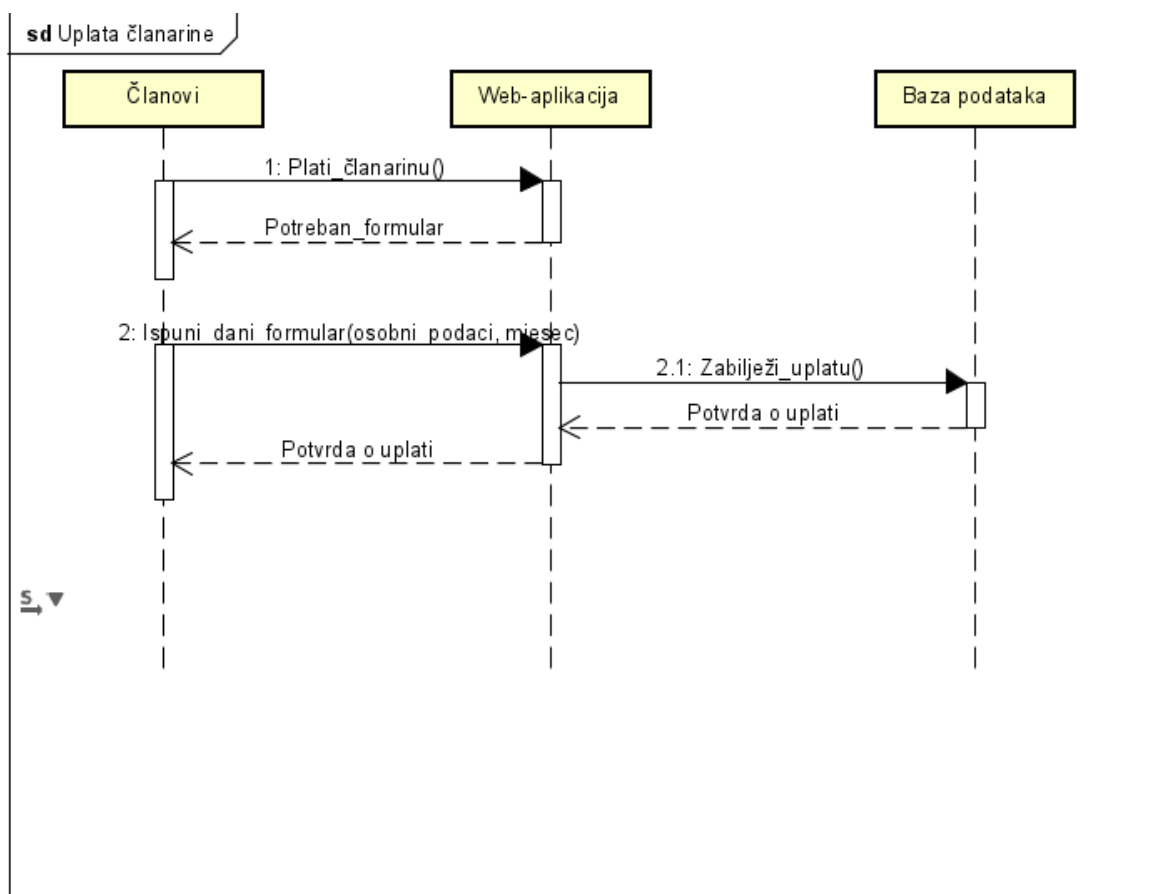 sd Uplata članarine
Članovi
Web-aplikacija
Baza podataka
1: Plati_članarinu()
Potreban_formular
2: Ispuni_dani_formular(osobni_podaci, mjesec)
2.1: Zabilježi_uplatu()
Potvrda o uplati
Potvrda o uplati
S